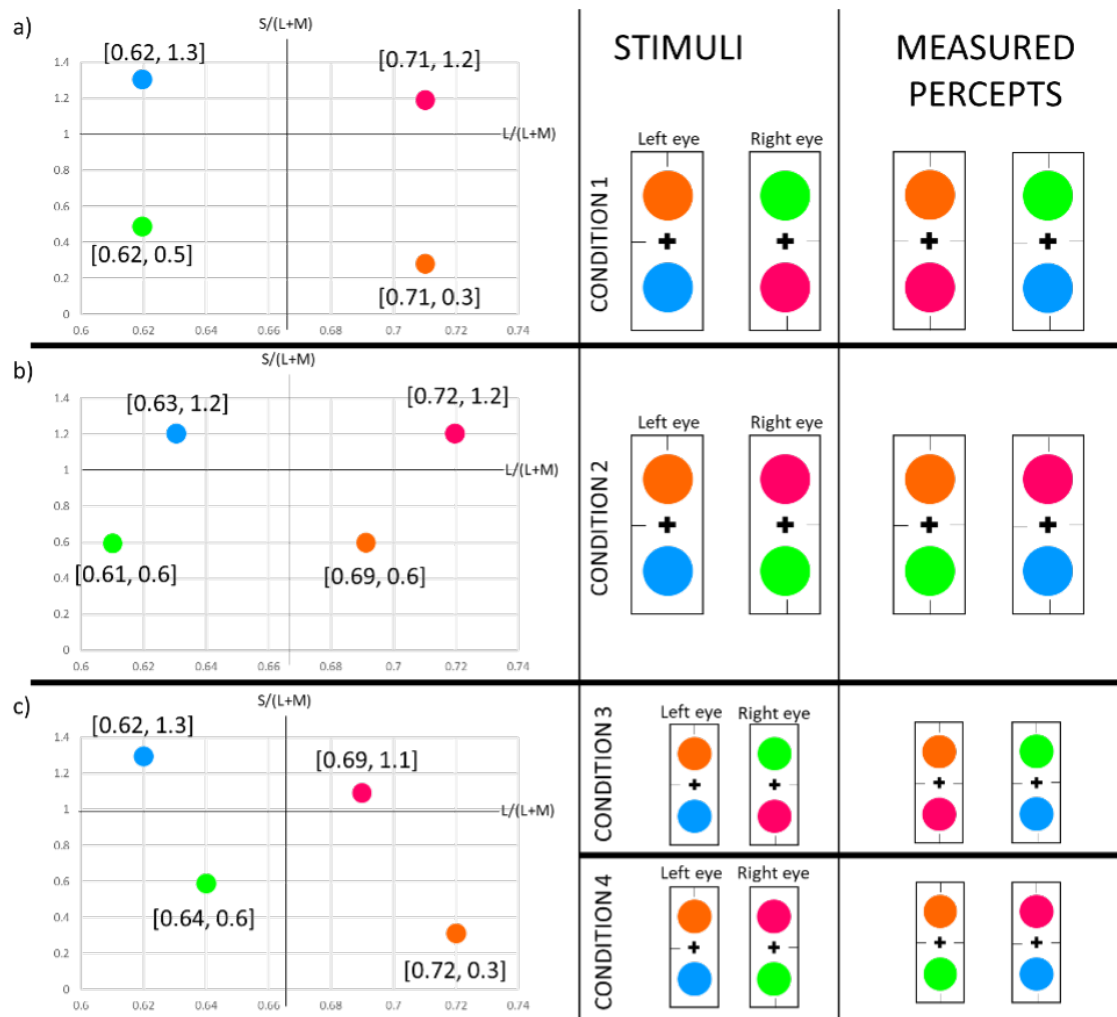 a)
S/(L+M)
[0.62, 1.3]
[0.71, 1.2]
1.4
1.2
1
L/(L+M)
0.8
0.6
0.4
[0.62, 0.5]
0.2
[0.71, 0.3]
0.6 0.62 0.64 0.66 0.7 0.72 0.74
STIMULI
MEASURED
PERCEPTS
Left eye
Right eye
CONDITION 1
b)
S/(L+M)
[0.63, 1.2]
[0.72, 1.2]
1.4
1.2
1
L/(L+M)
0.8
0.6
[0.61, 0.6]
[0.69, 0.6]
0.4
0.2
0
0.6 0.62 0.64 0.66 0.7 0.72 0.74
Left eye
Right eye
CONDITION 2
c)
S/(L+M)
[0.62, 1.3]
1.4
[0.69, 1.1]
1.2
1
L/(L+M)
0.8
0.6
[0.64, 0.6]
0.4
0.2
[0.72, 0.3]
0
0.6 0.62 0.64 0.66 0.7 0.72 0.74
Left eye
Right eye
CONDITION 3
Left eye
Right eye
CONDITION 4